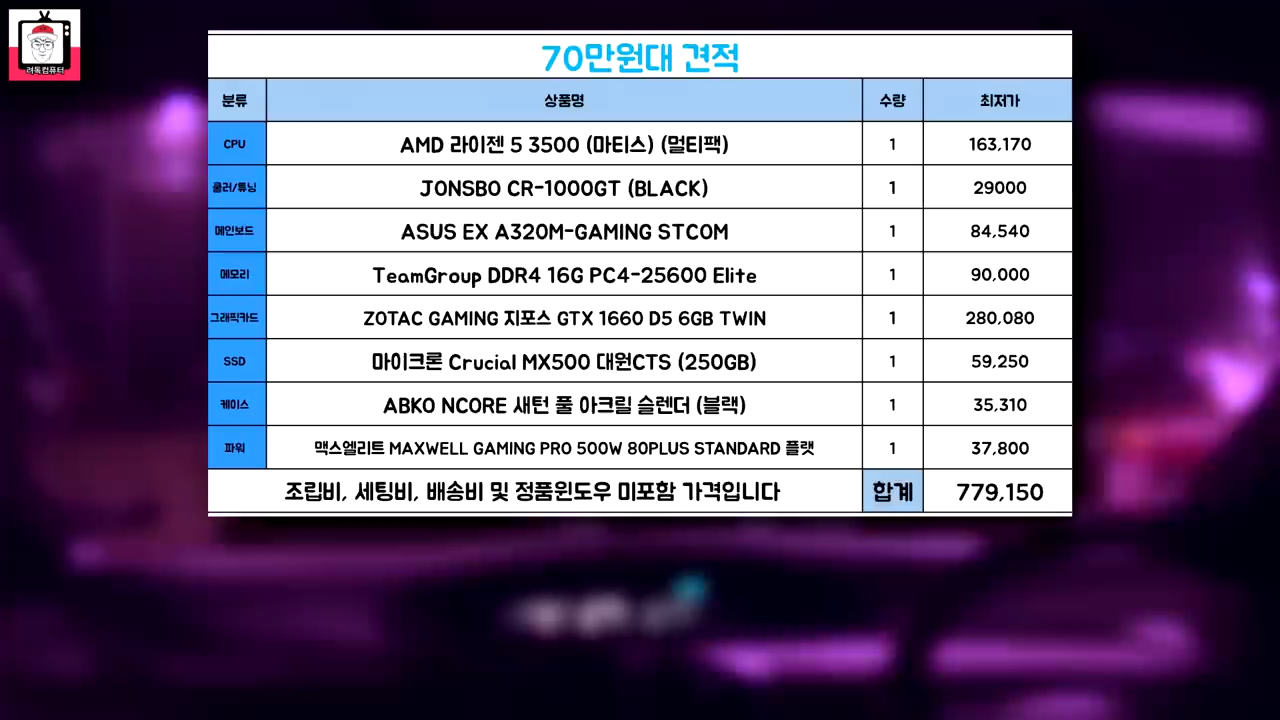 려독컴퓨터
70만원대 견적
분류 상품명 수량 최저가
CPU AMD 라이젠 5 3500 (마티스) (멀티팩) 1 163,170
쿨러/튜닝 JONSBO CR-1000GT (BLACK) 1 29000
메인보드 ASUS EX A320M-GAMING STCOM 1 84,540
메모리 TeamGroup DDR4 16G PC4-25600 Elite 1 90,000
그래픽카드 ZOTAC GAMING 지포스 GTX 1660 D5 6GB TWIN 1 280,080
SSD 마이크론 Crucial MX500 대원CTS (250GB) 1 59,250
케이스 ABKO NCORE 새턴 풀 아크릴 슬렌더 (블랙) 1 35,310
파워 맥스엘리트 MAXWELL GAMING PRO 500W 80PLUS STANDARD 플랫 1 37,800
조립비, 세팅비, 배송비 및 정품윈도우 미포함 가격입니다 합계 779,150